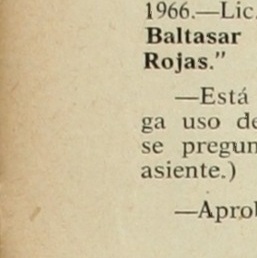 1966.—Lic.
Baltasar
Rojas."
—Está
ga uso de
se pregun
asiente.)
—Aprob